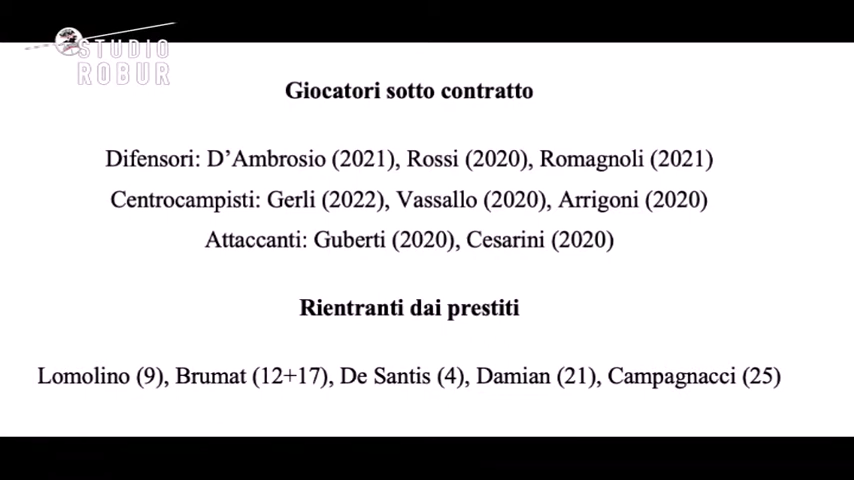 STUDIO
ROBUR
Giocatori sotto contratto
Difensori: D’Ambrosio (2021), Rossi (2020), Romagnoli (2021)
Centrocampisti: Gerli (2022), Vassallo (2020), Arrigoni (2020)
Attaccanti: Guberti (2020), Cesarini (2020)
Rientranti dai prestiti
Lomolino (9), Brumat (12+17), De Santis (4), Damian (21), Campagnacci (25)